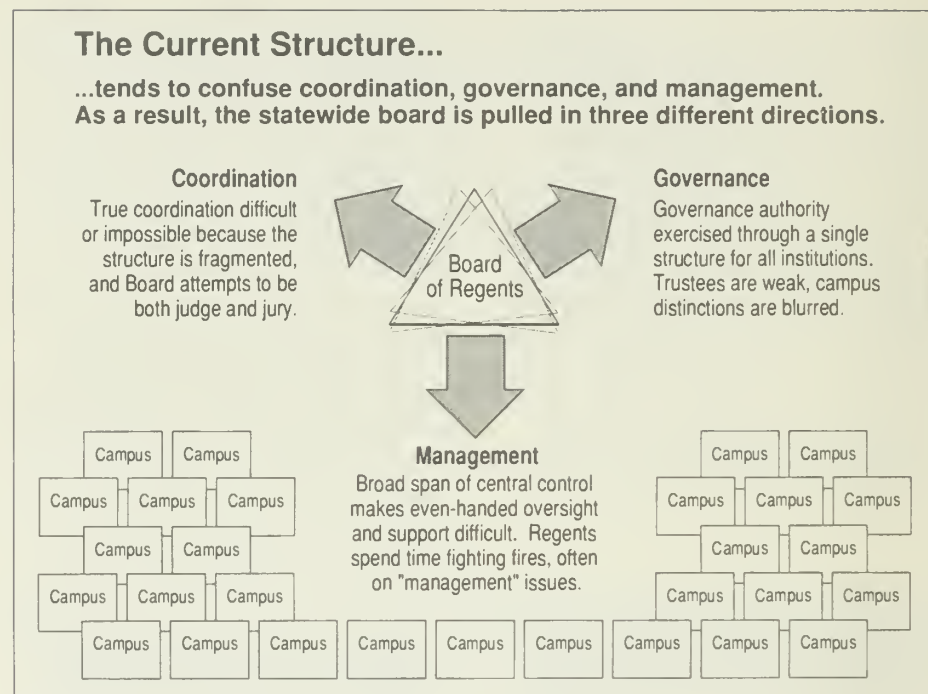 The Current Structure...
...tends to confuse coordination, governance, and management.
As a result, the statewide board is pulled in three different directions.
Coordination
True coordination difficult
or impossible because the
structure is fragmented,
and Board attempts to be
both judge and jury.
Board
of Regents
Governance
Governance authority
exercised through a single
structure for all institutions.
Trustees are weak, campus
distinctions are blurred.
Management
Broad span of central control
makes even-handed oversight
and support difficult. Regents
spend time fighting fires, often
on "management" issues.
Campus Campus
Campus Campus Campus
Campus Campus
Campus Campus Campus
Campus Campus
Campus Campus Campus
Campus Campus
Campus Campus Campus
Campus Campus Campus Campus Campus Campus Campus Campus Campus